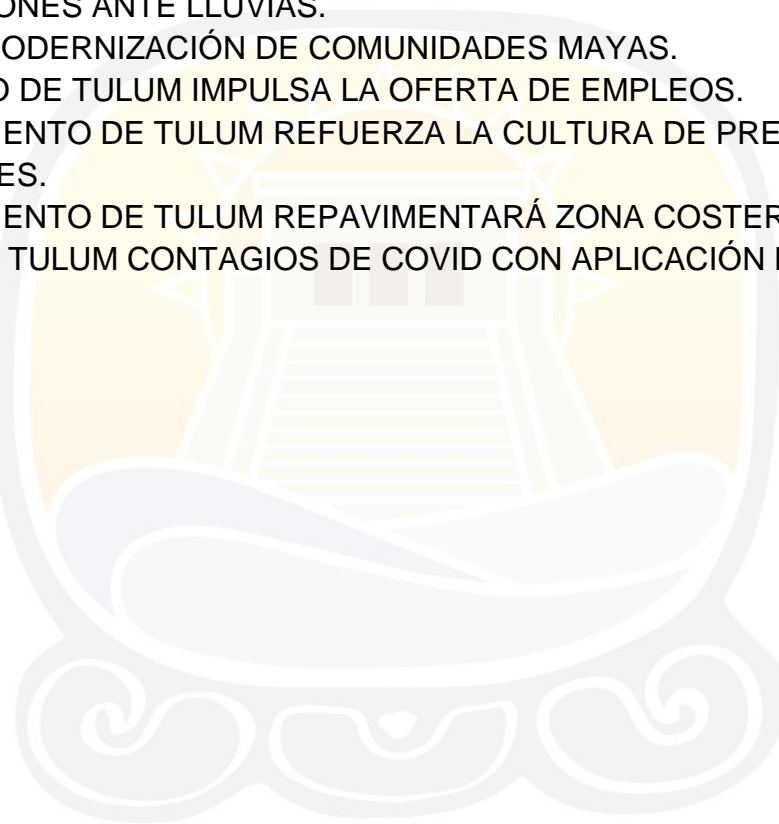 ONES ANTE LLUVIAS.
ODERNIZACIÓN DE COMUNIDADES MAYAS.
O DE TULUM IMPULSA LA OFERTA DE EMPLEOS.
ENTO DE TULUM REFUERZA LA CULTURA DE PRE
ES.
ENTO DE TULUM REPAVIMENTARÁ ZONA COSTER
TULUM CONTAGIOS DE COVID CON APLICACIÓN